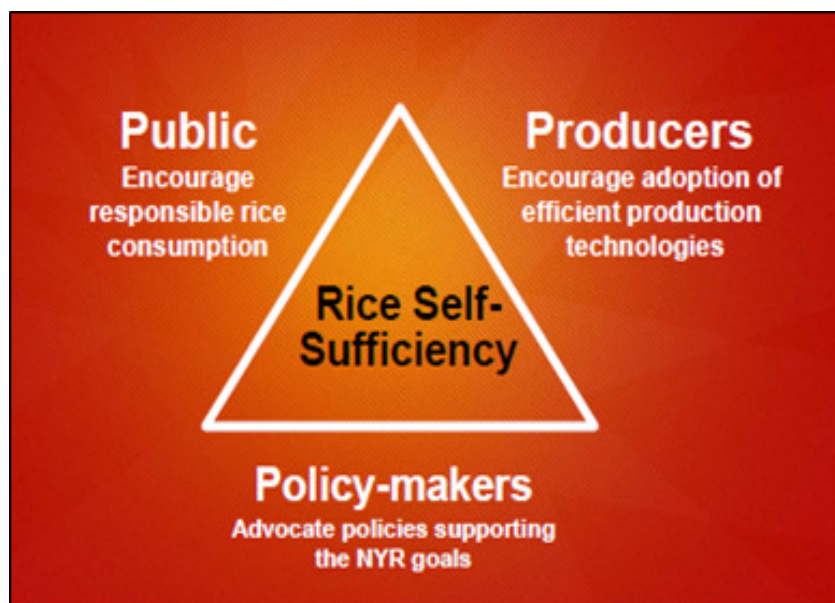 Public
Encourage
responsible rice
consumption
Producers
Encourage adoption of
efficient production
technologies
Rice Self-
Sufficiency
Policy-makers
Advocate policies supporting
the NYR goals